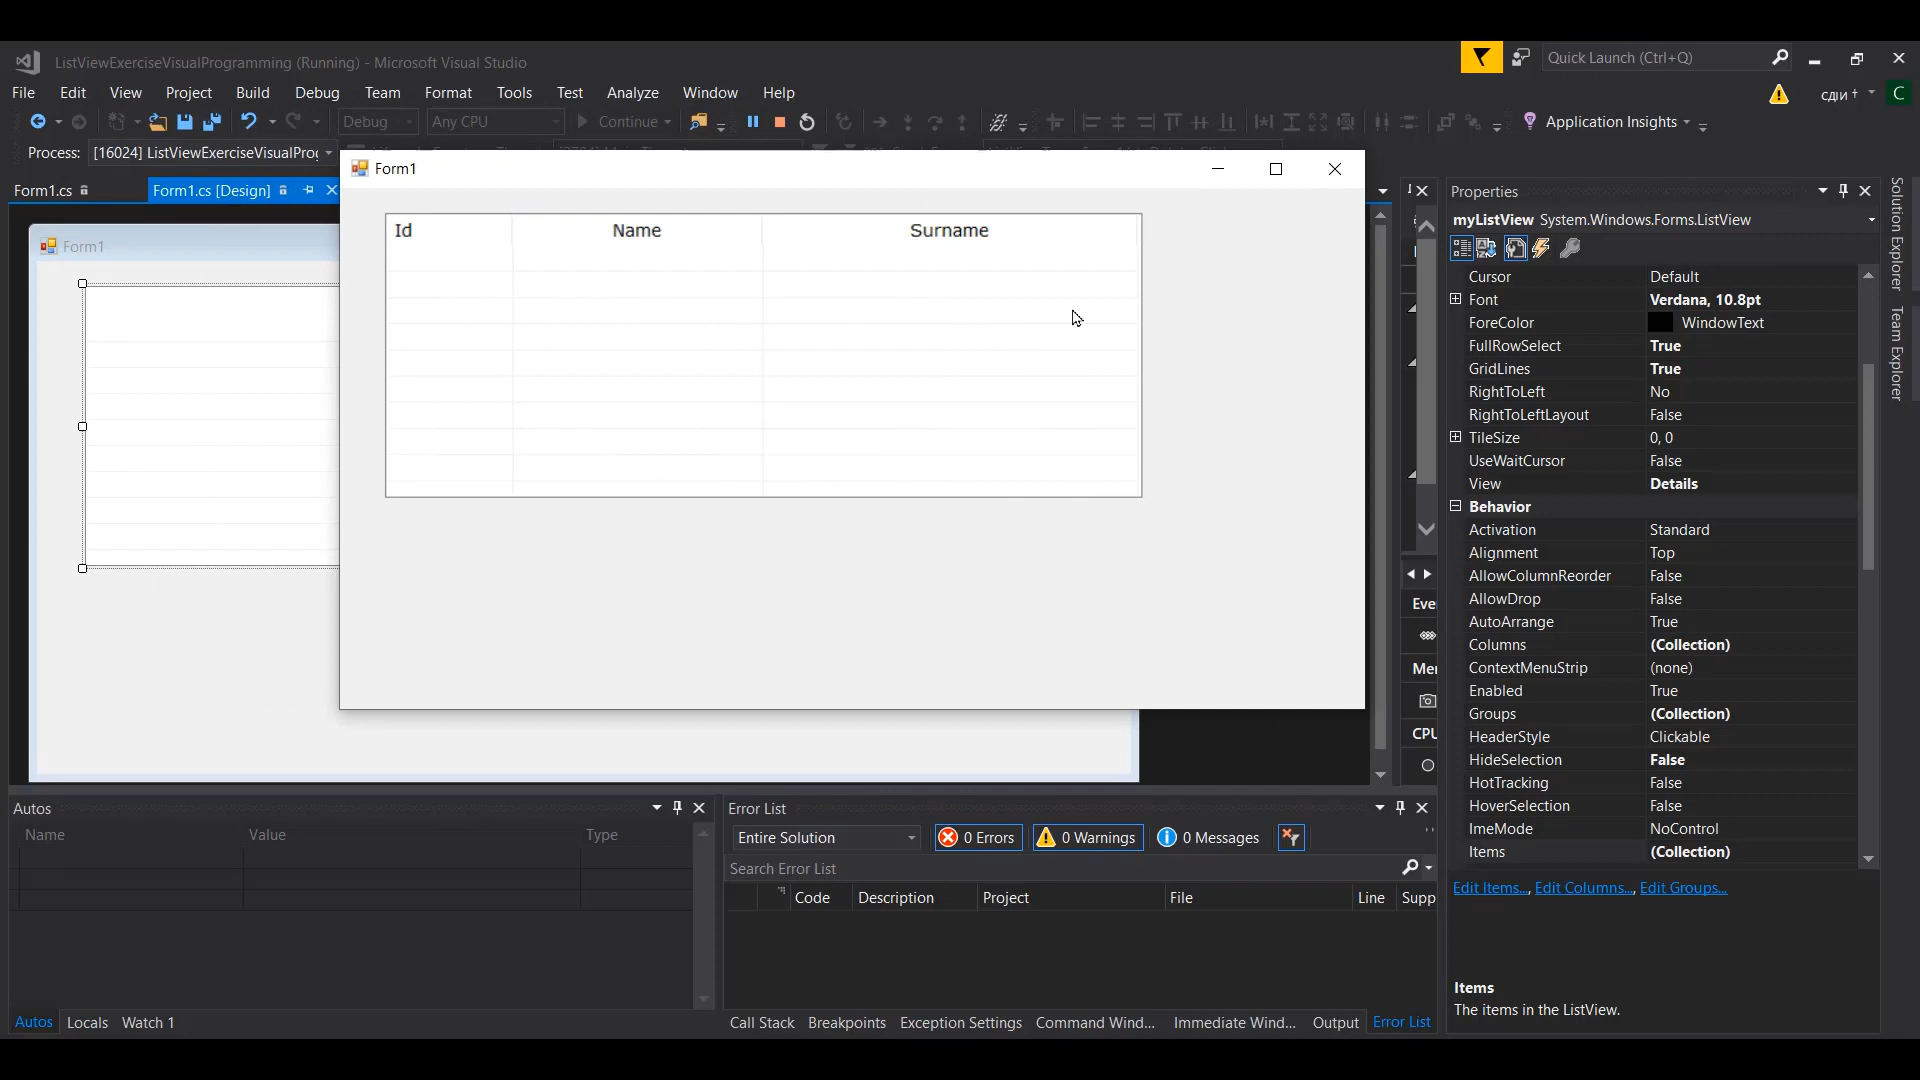 ListViewExerciseVisualProgramming (Running) - Microsoft Visual Studio
Quick Launch (Ctrl+Q)
File Edit View Project Build Debug Team Format Tools Test Analyze Window Help
сди †
C
Debug Any CPU Continue Application Insights
Process: [16024] ListViewExerciseVisualProg
Form1.cs Form1.cs [Design]
Form1
Id Name Surname
Form1
Eve
Mer
CPU
Properties
myListView System.Windows.Forms.ListView
Cursor Default
Font Verdana, 10.8pt
ForeColor WindowText
FullRowSelect True
GridLines True
RightToLeft No
RightToLeftLayout False
TileSize 0, 0
UseWaitCursor False
View Details
Behavior
Activation Standard
Alignment Top
AllowColumnReorder False
AllowDrop False
AutoArrange True
Columns (Collection)
ContextMenuStrip (none)
Enabled True
Groups (Collection)
HeaderStyle Clickable
HideSelection False
HotTracking False
HoverSelection False
ImeMode NoControl
Items (Collection)
Edit Items..., Edit Columns..., Edit Groups...
Items
The items in the ListView.
Solution Explorer
Team Explorer
Autos
Name Value Type
Autos Locals Watch 1
Error List
Entire Solution 0 Errors 0 Warnings 0 Messages
Search Error List
Code Description Project File Line Supp
Call Stack Breakpoints Exception Settings Command Wind... Immediate Wind... Output Error List